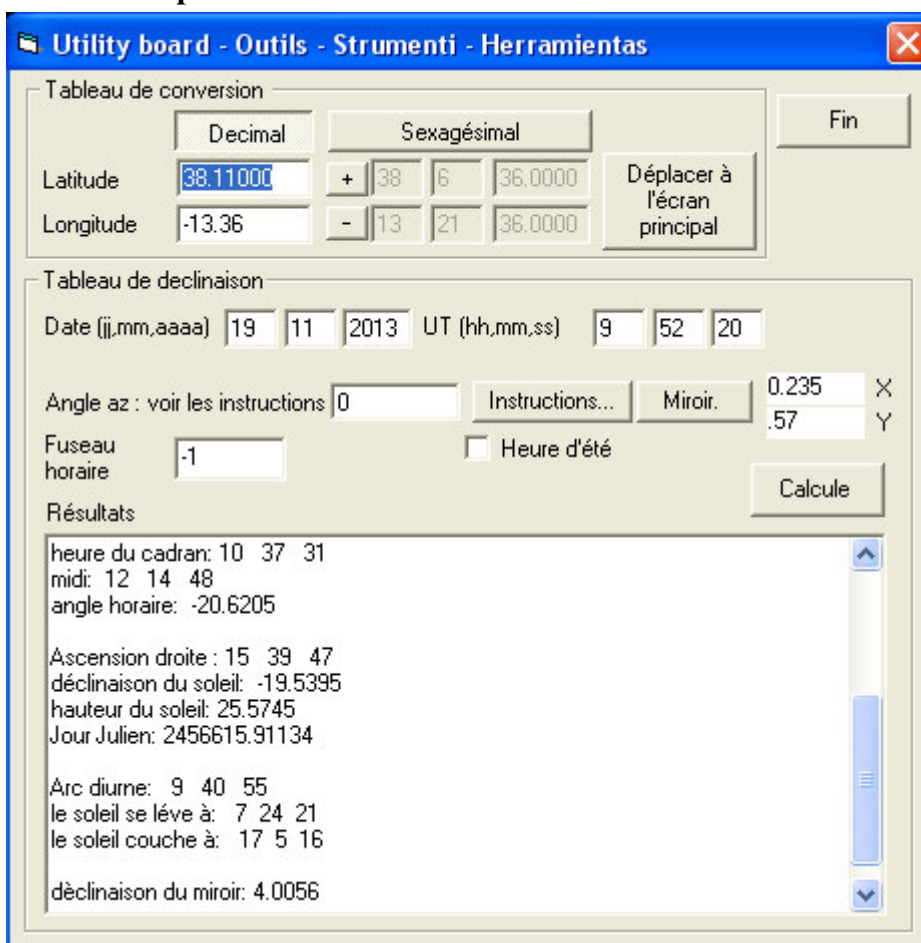 Utility board - Outils - Strumenti - Herramientas
Tableau de conversion
Decimal Sexagésimal Fin
Latitude 38.11000 + 38 6 36.0000 Déplacer à l'écran principal
Longitude -13.36 - 13 21 36.0000
Tableau de declinaison
Date (jj,mm,aaaa) 19 11 2013 UT (hh,mm,ss) 9 52 20
Angle az : voir les instructions 0 Instructions... Miroir. 0.235 X
.57 Y
Fuseau horaire -1 Heure d'été
Calcule
Résultats
heure du cadran: 10 37 31
midi: 12 14 48
angle horaire: -20.6205
Ascension droite : 15 39 47
déclinaison du soleil: -19.5395
hauteur du soleil: 25.5745
Jour Julien: 2456615.91134
Arc diurne: 9 40 55
le soleil se léve à: 7 24 21
le soleil couche à: 17 5 16
dèclinaison du miroir: 4.0056